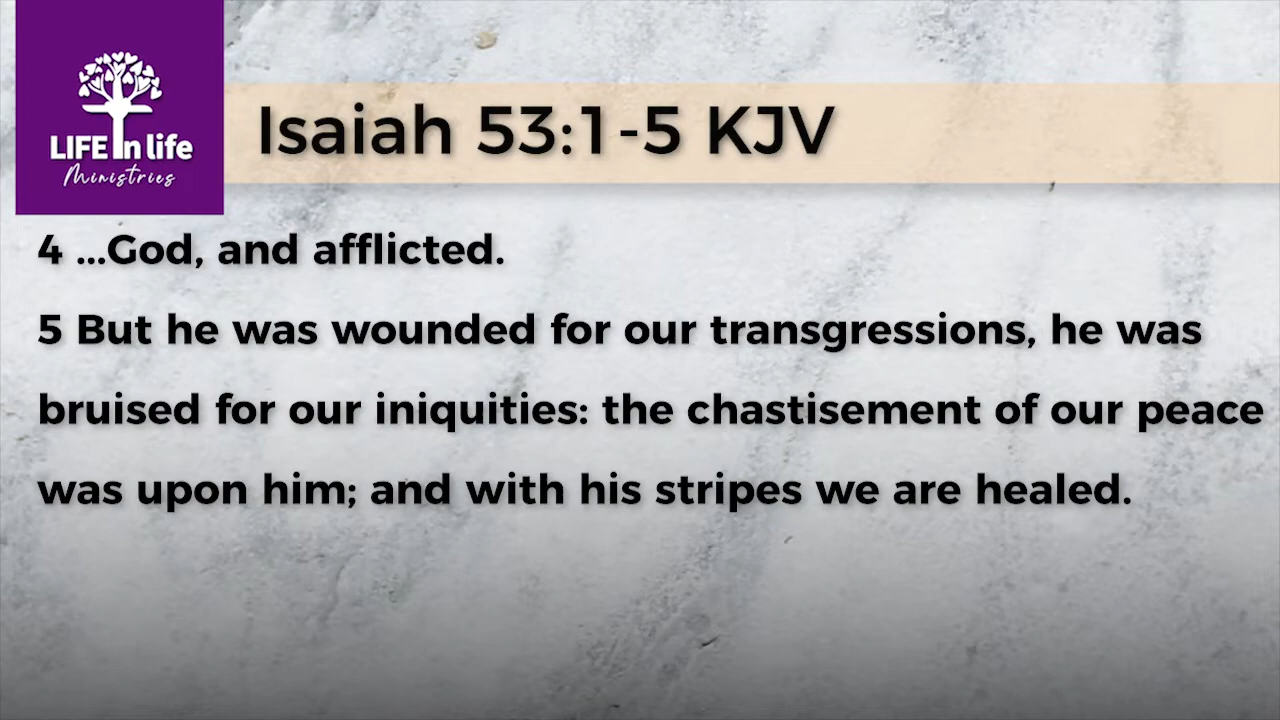 LIFE in life
Ministries
Isaiah 53:1-5 KJV
4 ...God, and afflicted.
5 But he was wounded for our transgressions, he was
bruised for our iniquities: the chastisement of our peace
was upon him; and with his stripes we are healed.